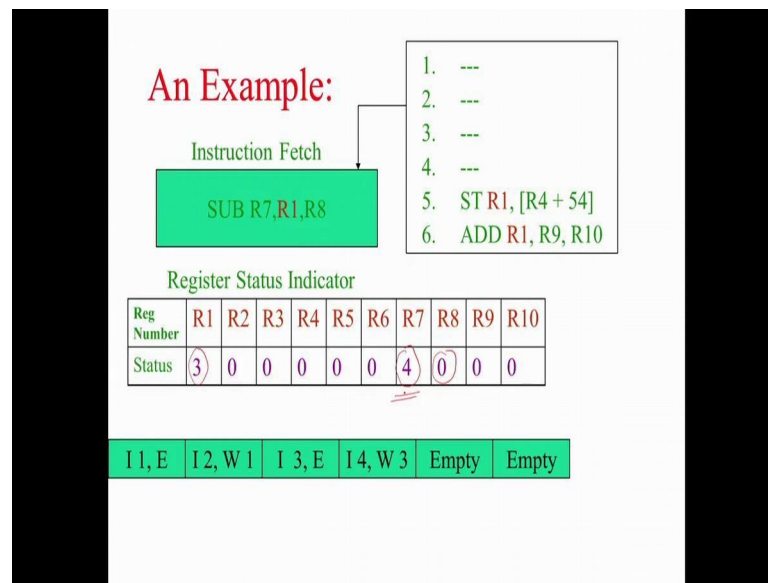 An Example:
Instruction Fetch
SUB R7,R1,R8
1. ---
2. ---
3. ---
4. ---
5. ST R1, [R4 + 54]
6. ADD R1, R9, R10
Register Status Indicator
Reg Number R1 R2 R3 R4 R5 R6 R7 R8 R9 R10
Status 3 0 0 0 0 0 4 0 0 0
I 1, E I 2, W 1 I 3, E I 4, W 3 Empty Empty